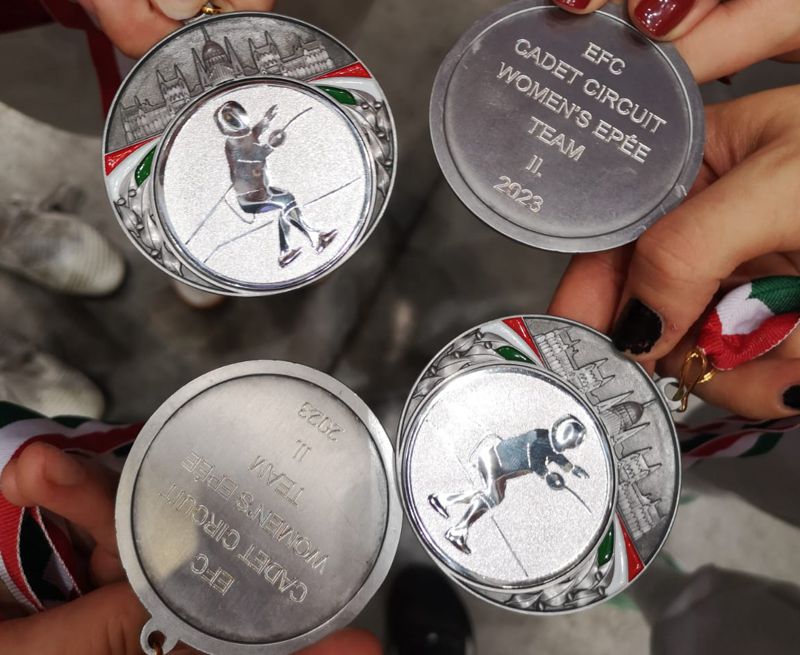 EFC
CADET CIRCUIT
WOMEN'S EPÉE
TEAM
II.
2023
EFC
CADET CIRCUIT
WOMEN'S EPÉE
TEAM
II.
2023